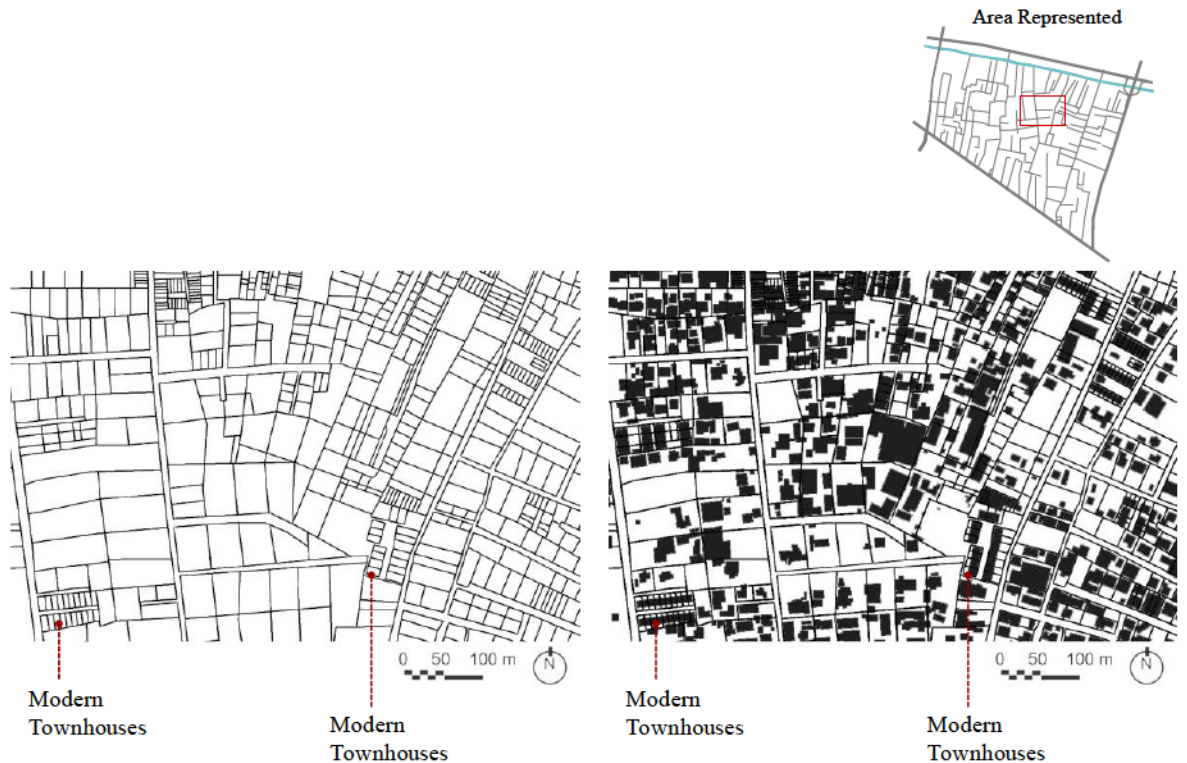 Area Represented
0 50 100 m
N
0 50 100 m
N
Modern
Townhouses
Modern
Townhouses
Modern
Townhouses
Modern
Townhouses